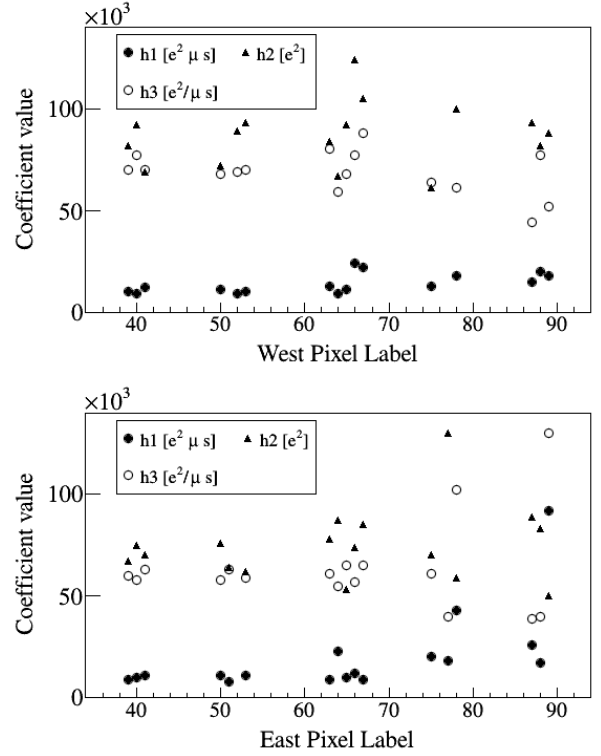 ×10³
h1 [e² μ s]
h2 [e²]
h3 [e²/μ s]
Coefficient value
100
50
0
40 50 60 70 80 90
West Pixel Label
×10³
h1 [e² μ s]
h2 [e²]
h3 [e²/μ s]
Coefficient value
100
50
0
40 50 60 70 80 90
East Pixel Label